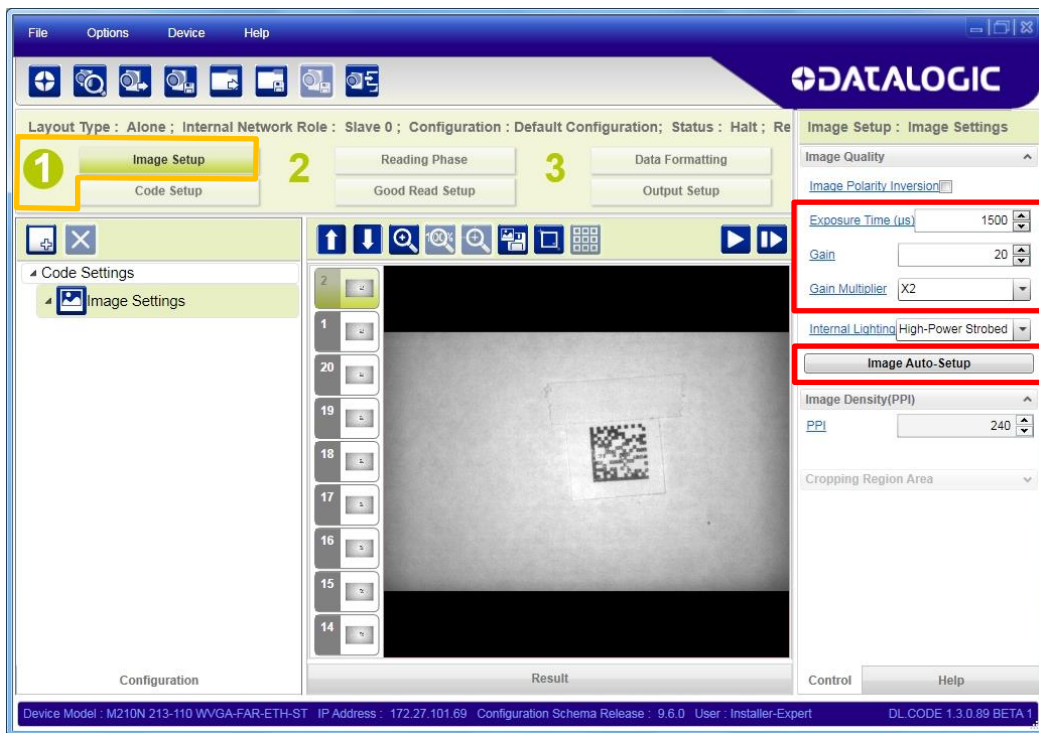 File Options Device Help
DATALOGIC
Layout Type : Alone ; Internal Network Role : Slave 0 ; Configuration : Default Configuration; Status : Halt ; Re
Image Setup : Image Settings
1 Image Setup 2 Reading Phase 3 Data Formatting
Code Setup Good Read Setup Output Setup
Image Quality
Image Polarity Inversion
Exposure Time (µs) 1500
Gain 20
Gain Multiplier X2
Internal Lighting High-Power Strobed
Image Auto-Setup
Image Density(PPI)
PPI 240
Cropping Region Area
Code Settings
Image Settings
100%
2
1
20
19
18
17
16
15
14
Configuration Result Control Help
Device Model : M210N 213-110 WVGA-FAR-ETH-ST IP Address : 172.27.101.69 Configuration Schema Release : 9.6.0 User : Installer-Expert DL.CODE 1.3.0.89 BETA 1